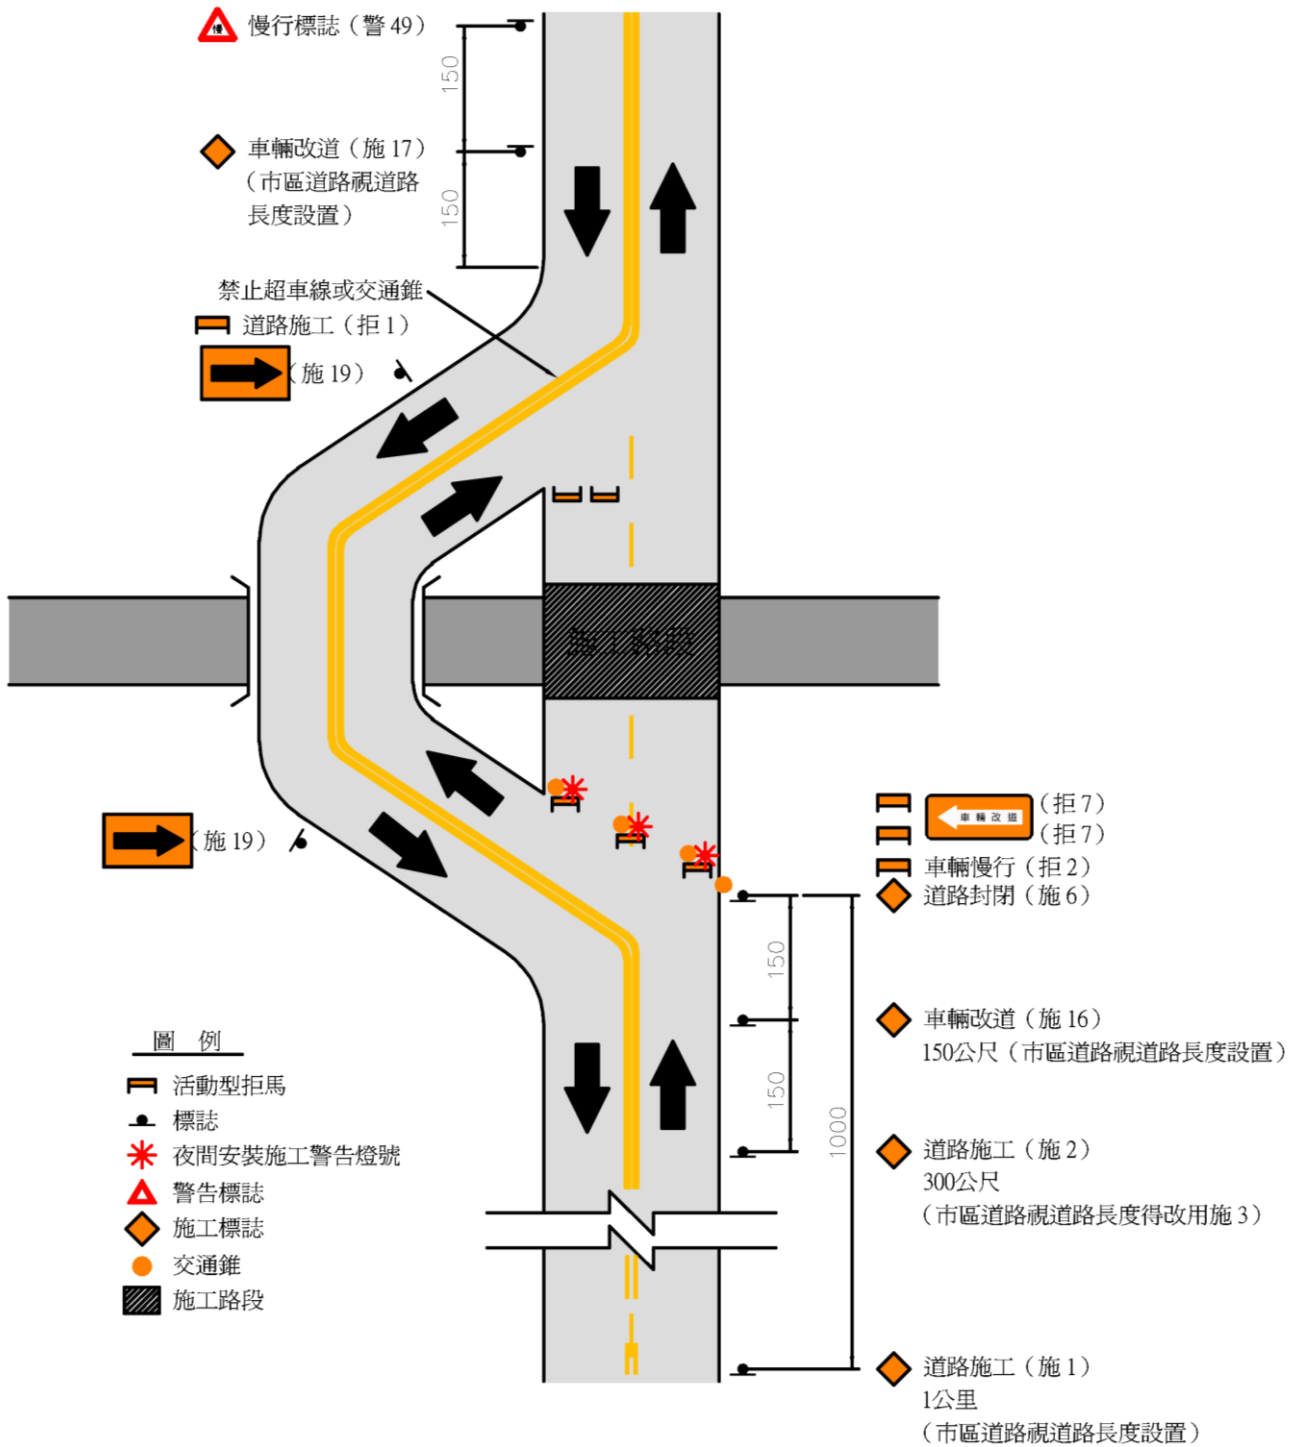 慢
慢行標誌（警 49）
150
車輛改道（施 17）
（市區道路視道路
長度設置）
150
禁止超車線或交通錐
道路施工（拒 1）
（施 19）
施工路段
（施 19）
車輛改道
（拒 7）
（拒 7）
車輛慢行（拒 2）
道路封閉（施 6）
150
車輛改道（施 16）
150公尺（市區道路視道路長度設置）
150
1000
道路施工（施 2）
300公尺
（市區道路視道路長度得改用施 3）
道路施工（施 1）
1公里
（市區道路視道路長度設置）
圖 例
活動型拒馬
標誌
夜間安裝施工警告燈號
警告標誌
施工標誌
交通錐
施工路段